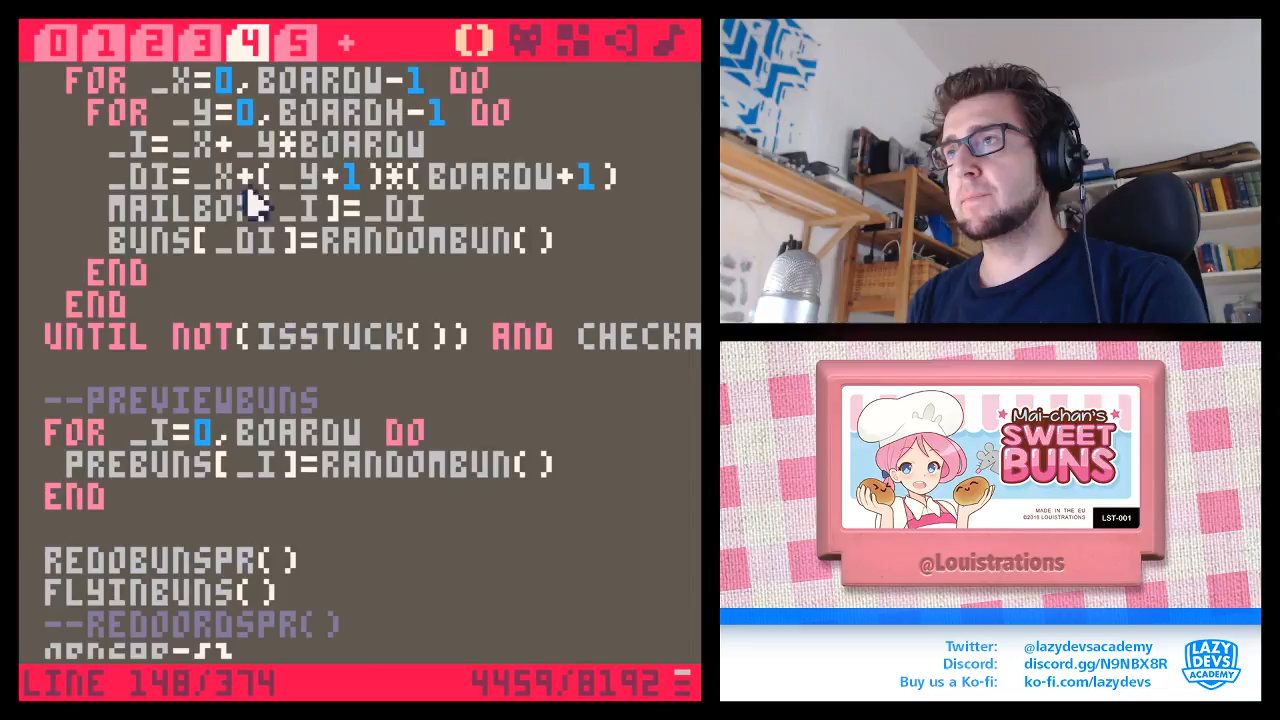 0 1 2 3 4 5 +
FOR _X=0,BOARDW-1 DO
FOR _Y=0,BOARDH-1 DO
_I=_X+_Y*BOARDW
_DI=_X+(_Y+1)*(BOARDW+1)
MAILBO _I]=_DI
BUNS[_DI]=RANDOMBUN()
END
END
UNTIL NOT(ISSTUCK()) AND CHECKA
--PREVIEWBUNS
FOR _I=0,BOARDW DO
PREBUNS[_I]=RANDOMBUN()
END
REDOBUNSPR()
FLYINBUNS()
--REDOORDSPR()
LINE 148/374
4459/8192
Mai-chan's
SWEET
BUNS
MADE IN THE EU
©2019 LOUISTRATIONS
LST-001
@Louistrations
Twitter: @lazydevsacademy
Discord: discord.gg/N9NBX8R
Buy us a Ko-fi: ko-fi.com/lazydevs
LAZY
DEVS
ACADEMY